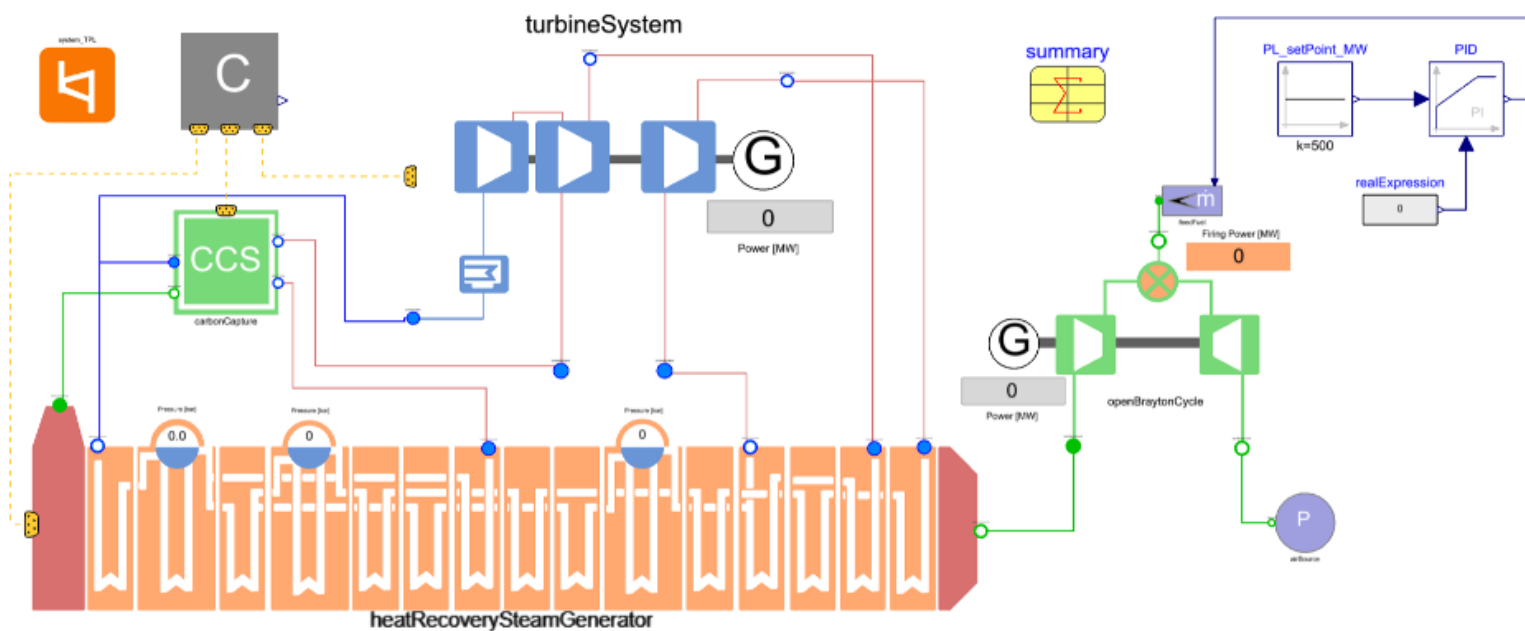 turbineSystem
system_TPL
C
summary
PL_setPoint_MW
PID
PI
k=500
G
0
Power [MW]
realExpression
0
ṁ
feedFuel
Firing Power [MW]
0
CCS
carbonCapture
G
0
Power [MW]
openBraytonCycle
Pressure [bar]
0.0
Pressure [bar]
0
Pressure [bar]
0
P
airSource
heatRecoverySteamGenerator